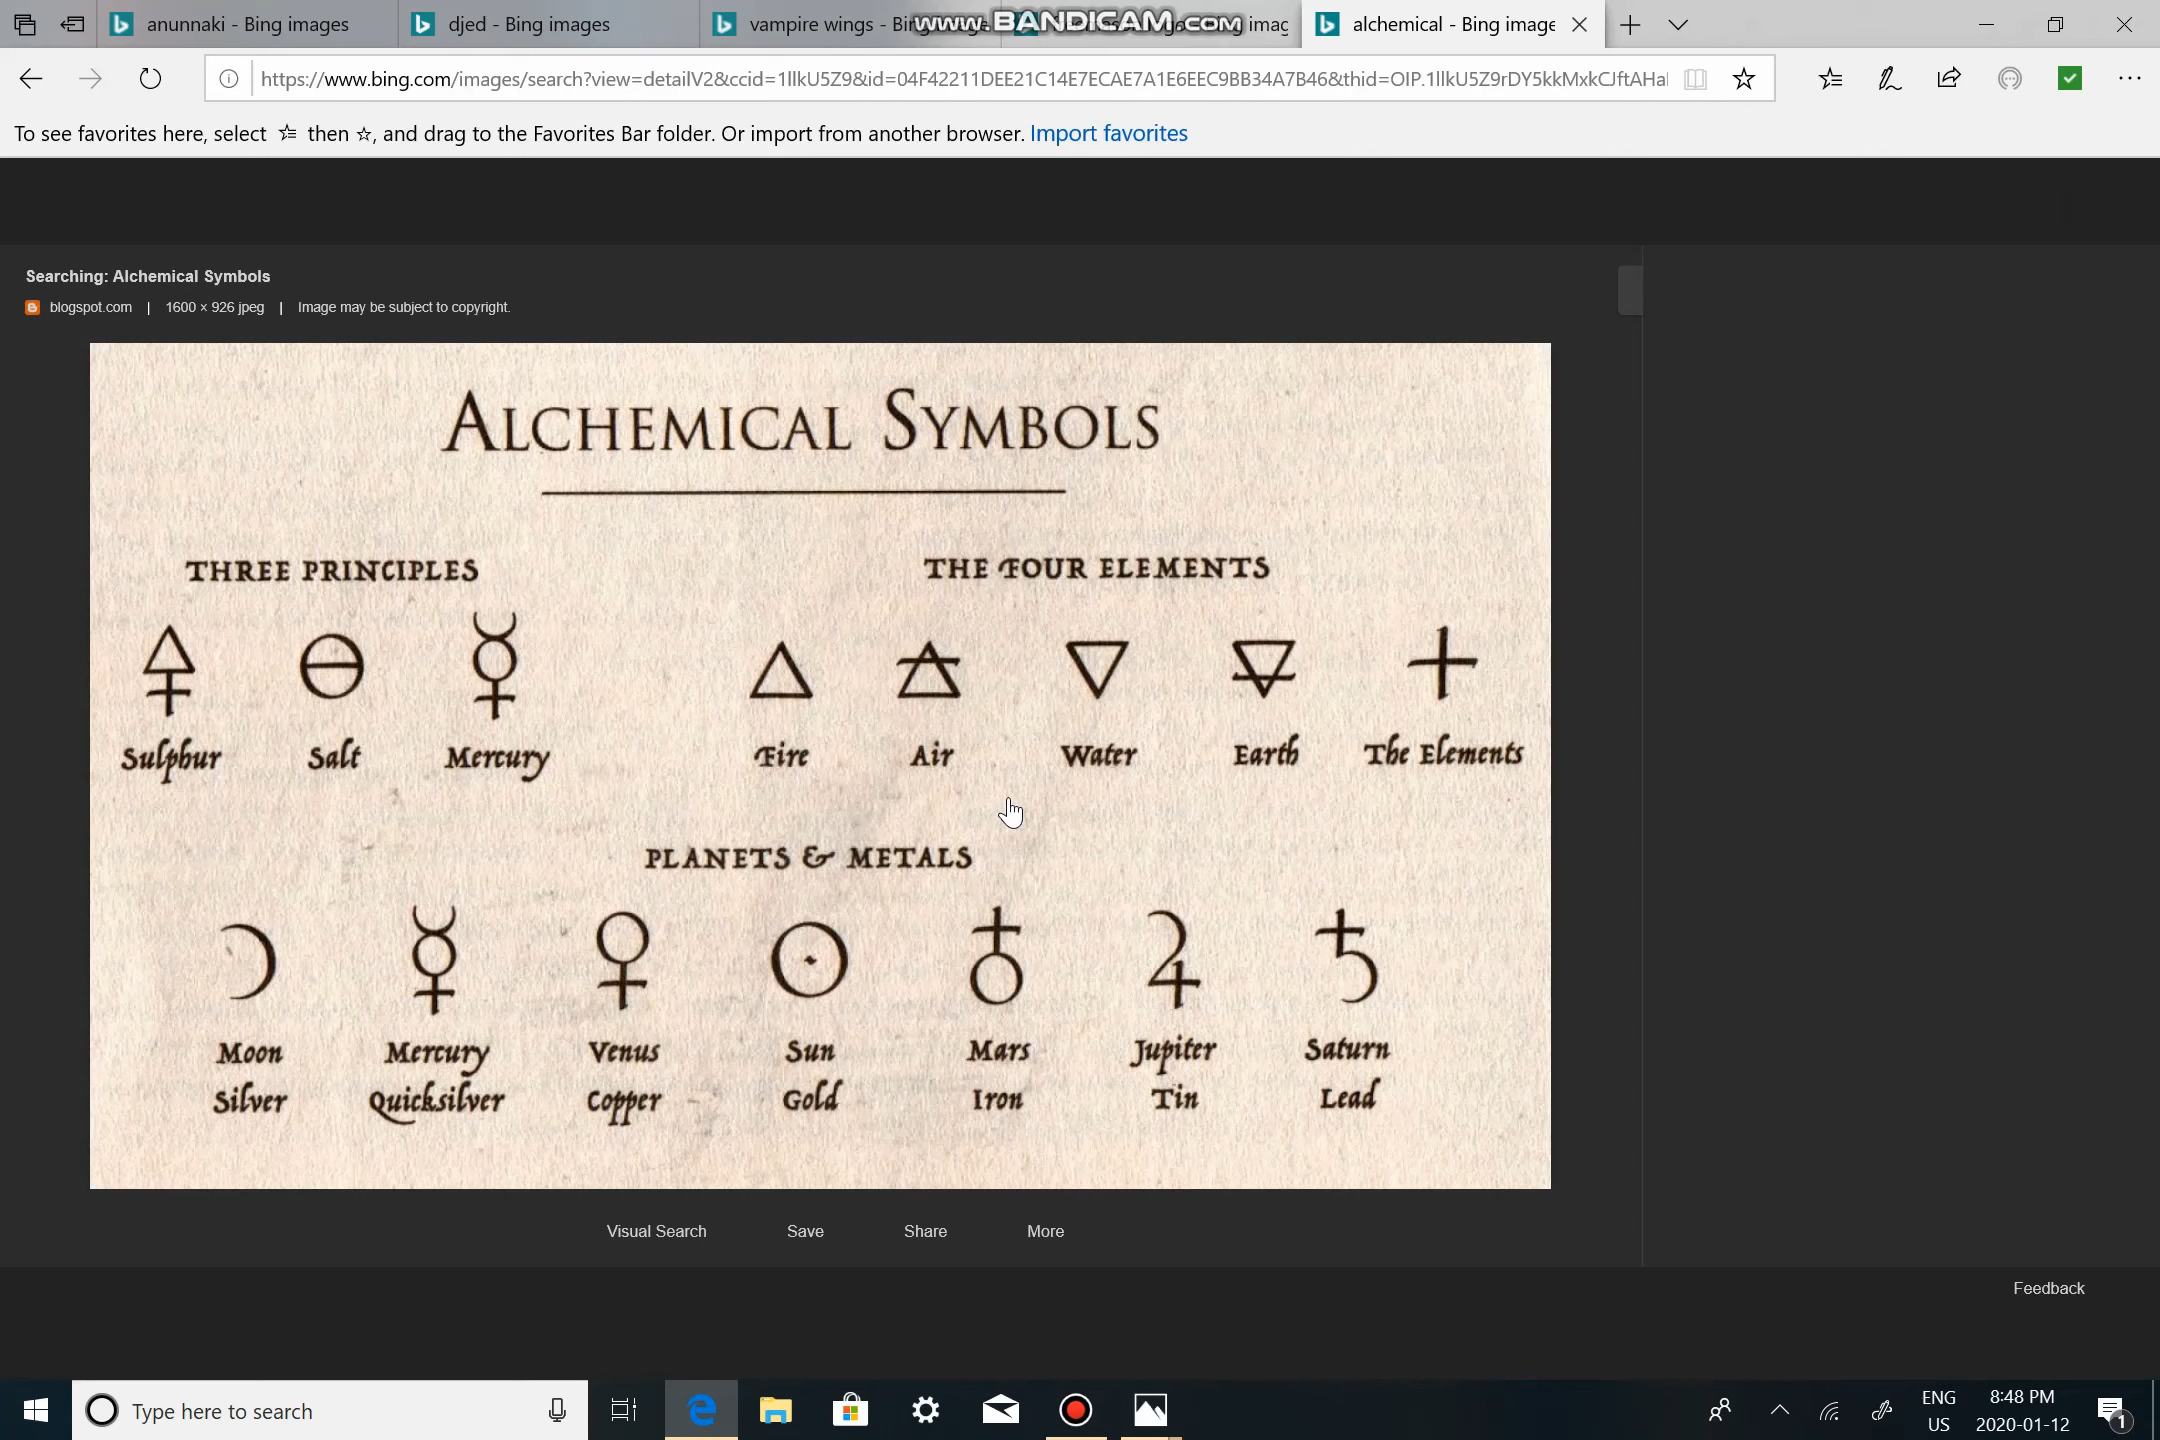 anunnaki - Bing images
djed - Bing images
vampire wings - Bing
www.BANDICAM.com
alchemical - Bing image
https://www.bing.com/images/search?view=detailV2&ccid=1llkU5Z9&id=04F42211DEE21C14E7ECAE7A1E6EEC9BB34A7B46&thid=OIP.1llkU5Z9rDY5kkMxkCJftAHa
To see favorites here, select then ☆, and drag to the Favorites Bar folder. Or import from another browser. Import favorites
Searching: Alchemical Symbols
blogspot.com | 1600 × 926 jpeg | Image may be subject to copyright.
ALCHEMICAL SYMBOLS
THREE PRINCIPLES
THE FOUR ELEMENTS
Sulphur Salt Mercury
Fire Air Water Earth The Elements
PLANETS & METALS
Moon Mercury Venus Sun Mars Jupiter Saturn
Silver Quicksilver Copper Gold Iron Tin Lead
Visual Search Save Share More
Feedback
Type here to search
ENG
US
8:48 PM
2020-01-12
1